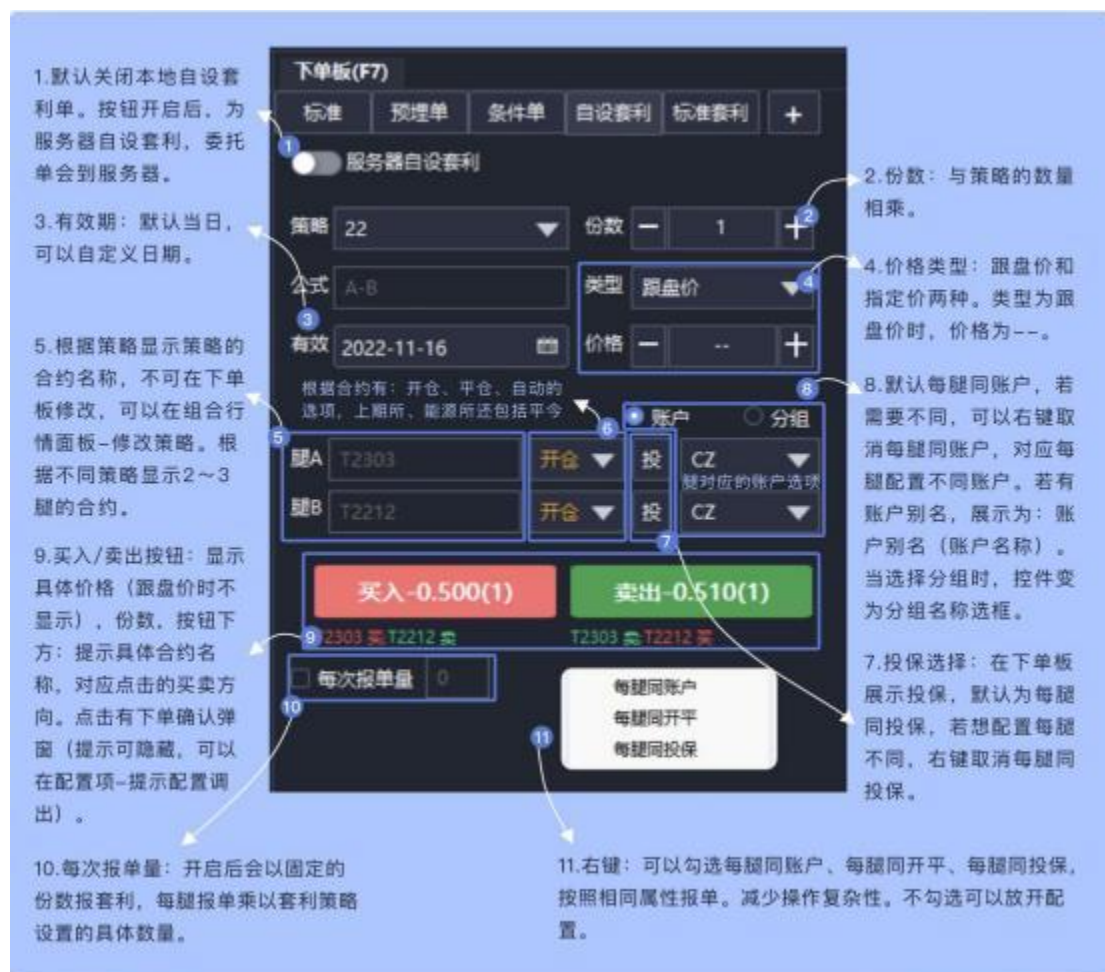 下单板(F7)
标准 预埋单 条件单 自设套利 标准套利 +
1.默认关闭本地自设套
利单。按钮开启后，为
服务器自设套利，委托
单会到服务器。
1
服务器自设套利
2.份数：与策略的数量
相乘。
3.有效期：默认当日，
可以自定义日期。
策略 22 份数 － 1 +
2
公式 A-B 类型 跟盘价
4
3
有效 2022-11-16 价格 － -- +
4.价格类型：跟盘价和
指定价两种。类型为跟
盘价时，价格为--。
根据合约有：开仓、平仓、自动的
选项，上期所、能源所还包括平今
5.根据策略显示策略的
合约名称，不可在下单
板修改，可以在组合行
情面板-修改策略。根
据不同策略显示2～3
腿的合约。
8
6 账户 分组
5
腿A T2303 开仓 投 CZ
腿对应的账户选项
腿B T2212 开仓 投 CZ
7
8.默认每腿同账户，若
需要不同，可以右键取
消每腿同账户，对应每
腿配置不同账户。若有
账户别名，展示为：账
户别名（账户名称）。
当选择分组时，控件变
为分组名称选框。
9.买入/卖出按钮：显示
具体价格（跟盘价时不
显示），份数，按钮下
方：提示具体合约名
称，对应点击的买卖方
向。点击有下单确认弹
窗（提示可隐藏，可以
在配置项-提示配置调
出）。
买入-0.500(1) 卖出-0.510(1)
9 2303 买;T2212 卖 T2303 卖;T2212 买
每次报单量 0
10
每腿同账户
每腿同开平
每腿同投保
11
7.投保选择：在下单板
展示投保，默认为每腿
同投保，若想配置每腿
不同，右键取消每腿同
投保。
10.每次报单量：开启后会以固定的
份数报套利，每腿报单乘以套利策略
设置的具体数量。
11.右键：可以勾选每腿同账户、每腿同开平、每腿同投保，
按照相同属性报单。减少操作复杂性。不勾选可以放开配
置。